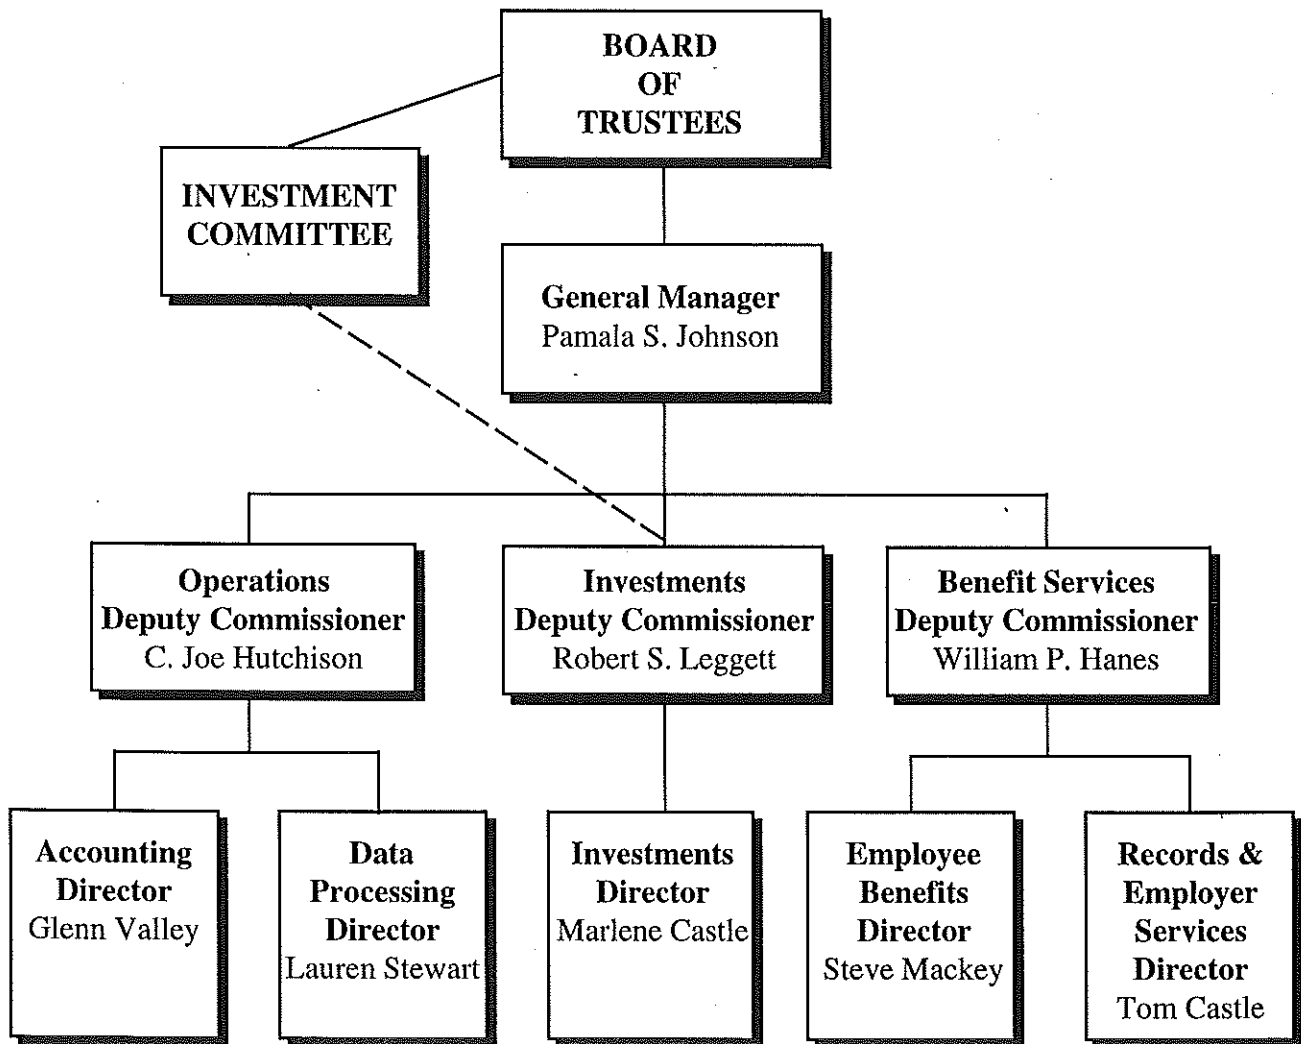 BOARD
OF
TRUSTEES
INVESTMENT
COMMITTEE
General Manager
Pamala S. Johnson
Operations
Deputy Commissioner
C. Joe Hutchison
Investments
Deputy Commissioner
Robert S. Leggett
Benefit Services
Deputy Commissioner
William P. Hanes
Accounting
Director
Glenn Valley
Data
Processing
Director
Lauren Stewart
Investments
Director
Marlene Castle
Employee
Benefits
Director
Steve Mackey
Records &
Employer
Services
Director
Tom Castle